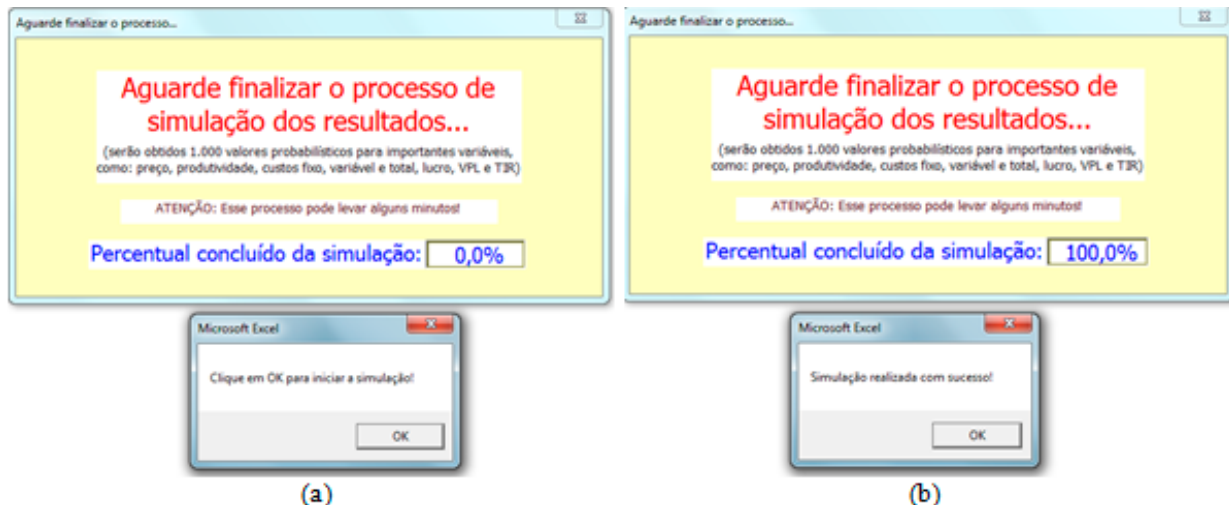 Aguarde finalizar o processo...
Aguarde finalizar o processo de
simulação dos resultados...
(serão obtidos 1.000 valores probabilísticos para importantes variáveis,
como: preço, produtividade, custos fixo, variável e total, lucro, VPL e TIR)
ATENÇÃO: Esse processo pode levar alguns minutos!
Percentual concluído da simulação: 0,0%
Microsoft Excel
Clique em OK para iniciar a simulação!
OK
(a)
Aguarde finalizar o processo...
Aguarde finalizar o processo de
simulação dos resultados...
(serão obtidos 1.000 valores probabilísticos para importantes variáveis,
como: preço, produtividade, custos fixo, variável e total, lucro, VPL e TIR)
ATENÇÃO: Esse processo pode levar alguns minutos!
Percentual concluído da simulação: 100,0%
Microsoft Excel
Simulação realizada com sucesso!
OK
(b)